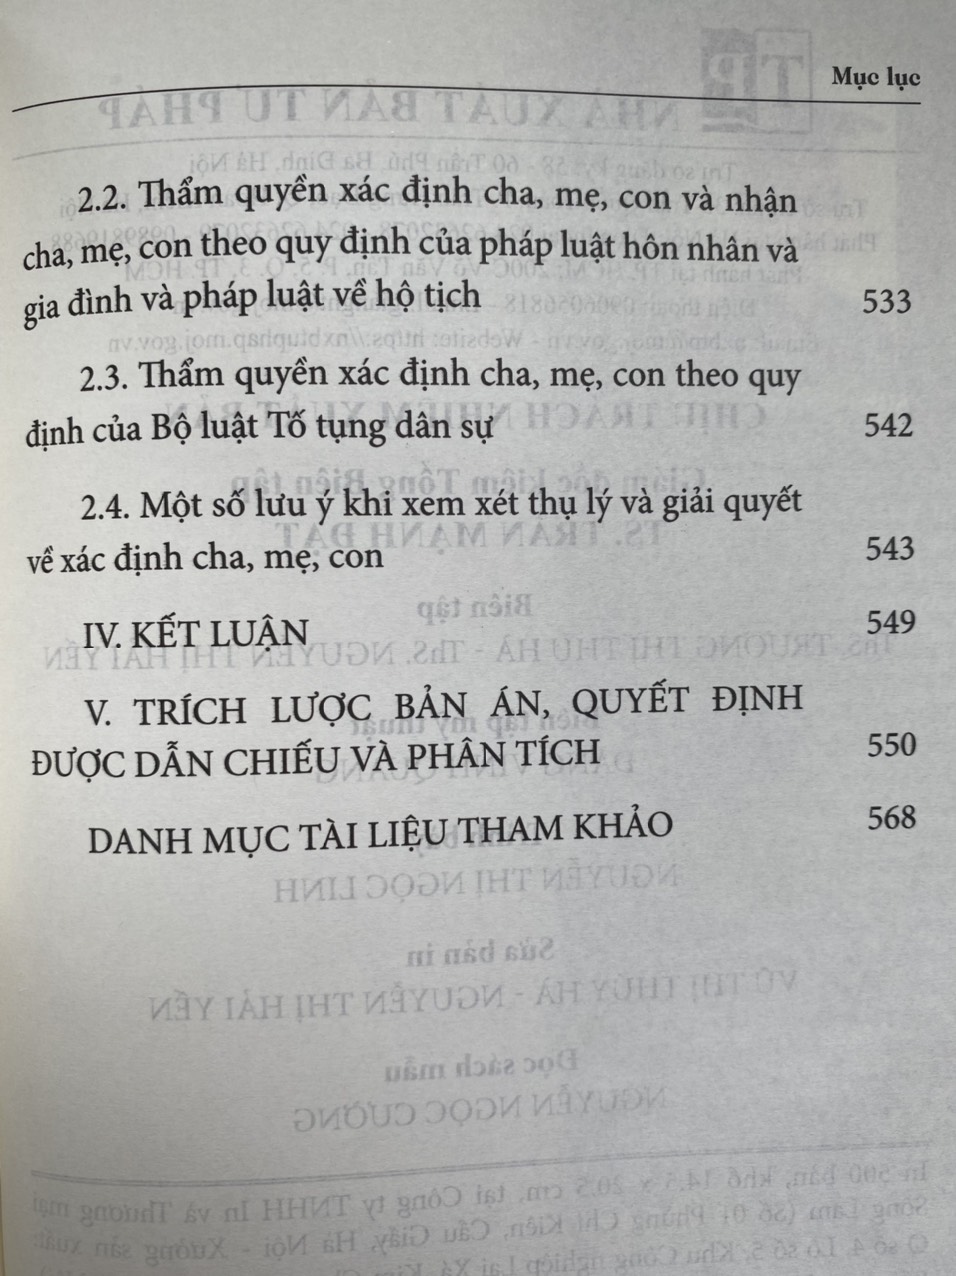 Mục lục
2.2. Thẩm quyền xác định cha, mẹ, con và nhận
cha, mẹ, con theo quy định của pháp luật hôn nhân và
gia đình và pháp luật về hộ tịch 533
2.3. Thẩm quyền xác định cha, mẹ, con theo quy
định của Bộ luật Tố tụng dân sự 542
2.4. Một số lưu ý khi xem xét thụ lý và giải quyết
về xác định cha, mẹ, con 543
IV. KẾT LUẬN 549
V. TRÍCH LƯỢC BẢN ÁN, QUYẾT ĐỊNH
ĐƯỢC DẪN CHIẾU VÀ PHÂN TÍCH 550
DANH MỤC TÀI LIỆU THAM KHẢO 568